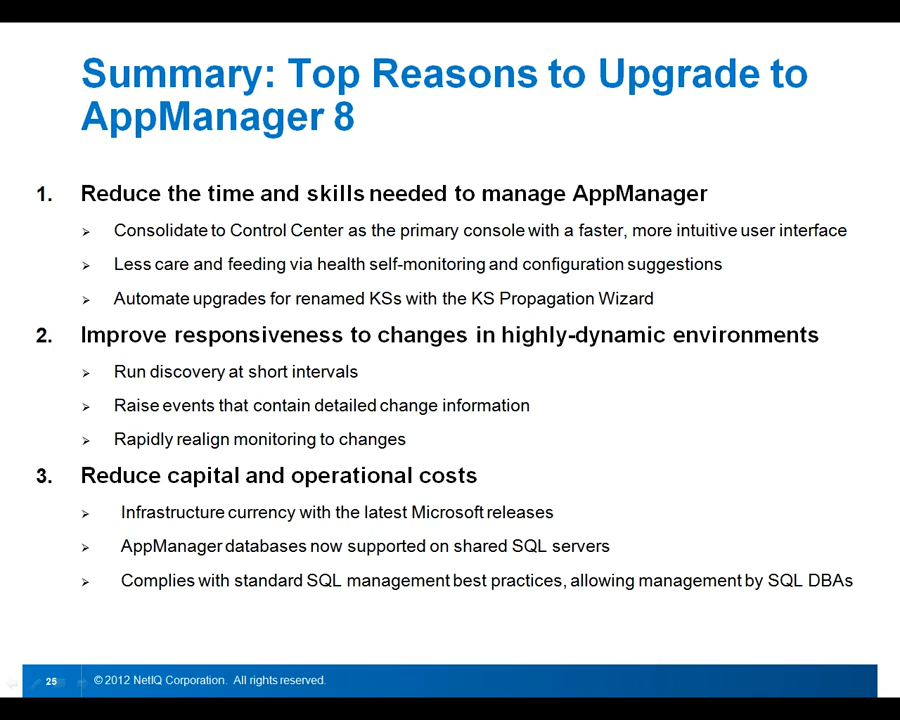 Summary: Top Reasons to Upgrade to
AppManager 8
1. Reduce the time and skills needed to manage AppManager
➢ Consolidate to Control Center as the primary console with a faster, more intuitive user interface
➢ Less care and feeding via health self-monitoring and configuration suggestions
➢ Automate upgrades for renamed KSs with the KS Propagation Wizard
2. Improve responsiveness to changes in highly-dynamic environments
➢ Run discovery at short intervals
➢ Raise events that contain detailed change information
➢ Rapidly realign monitoring to changes
3. Reduce capital and operational costs
➢ Infrastructure currency with the latest Microsoft releases
➢ AppManager databases now supported on shared SQL servers
➢ Complies with standard SQL management best practices, allowing management by SQL DBAs
25 © 2012 NetIQ Corporation. All rights reserved.